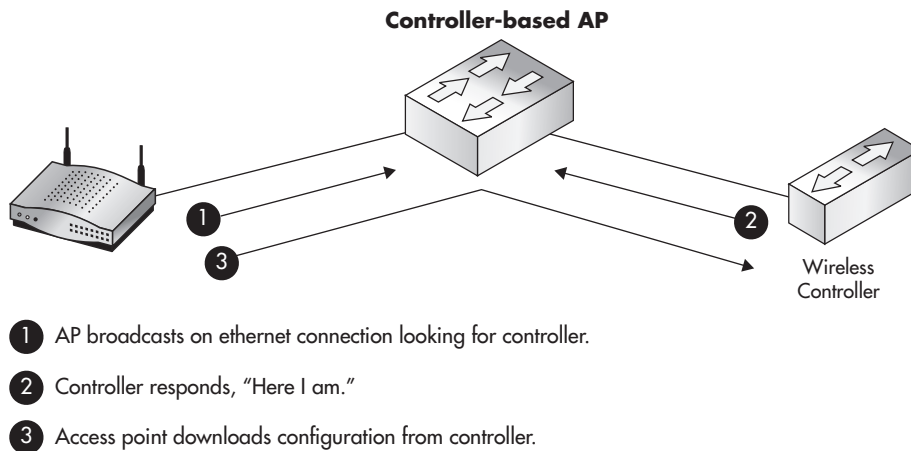 Controller-based AP
1
2
3
Wireless
Controller
1 AP broadcasts on ethernet connection looking for controller.
2 Controller responds, “Here I am.”
3 Access point downloads configuration from controller.